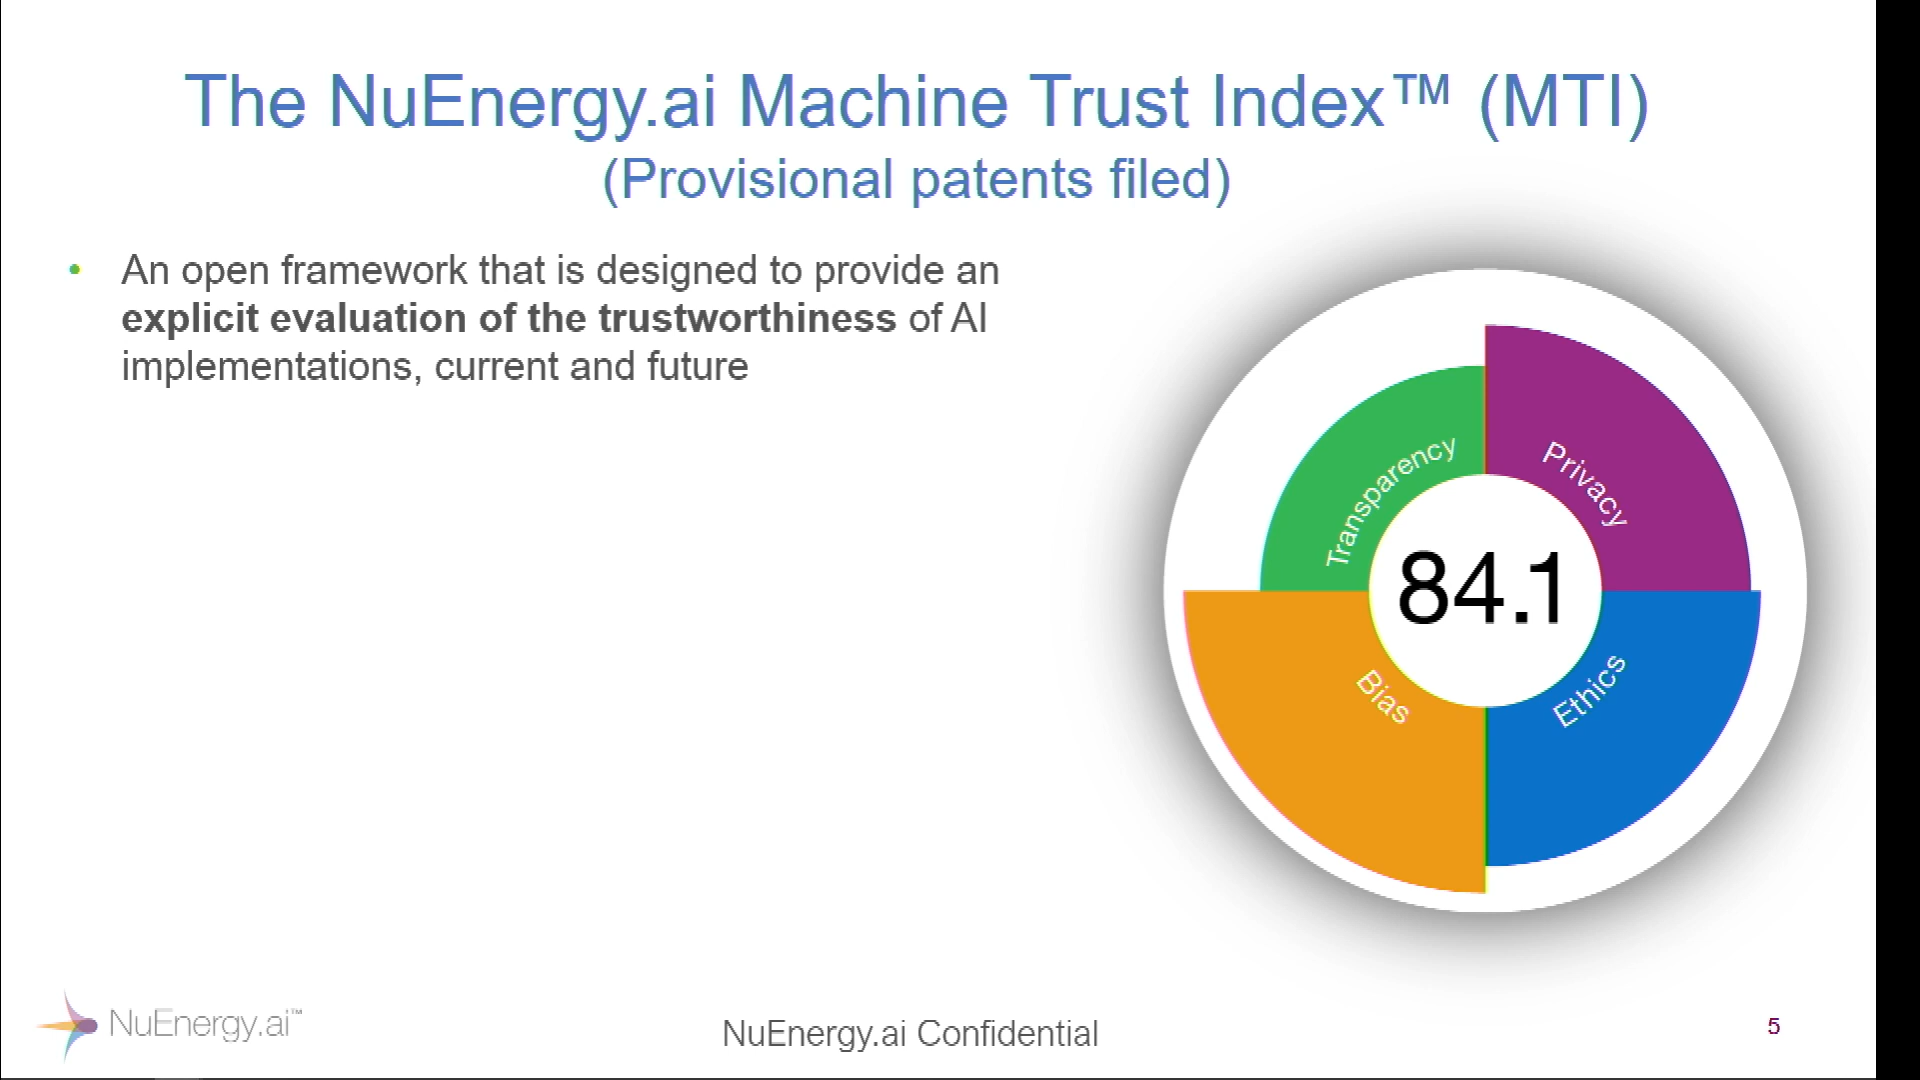 The NuEnergy.ai Machine Trust Index™ (MTI)
(Provisional patents filed)
• An open framework that is designed to provide an
explicit evaluation of the trustworthiness of AI
implementations, current and future
Transparency
Privacy
84.1
Bias
Ethics
NuEnergy.ai™
NuEnergy.ai Confidential
5